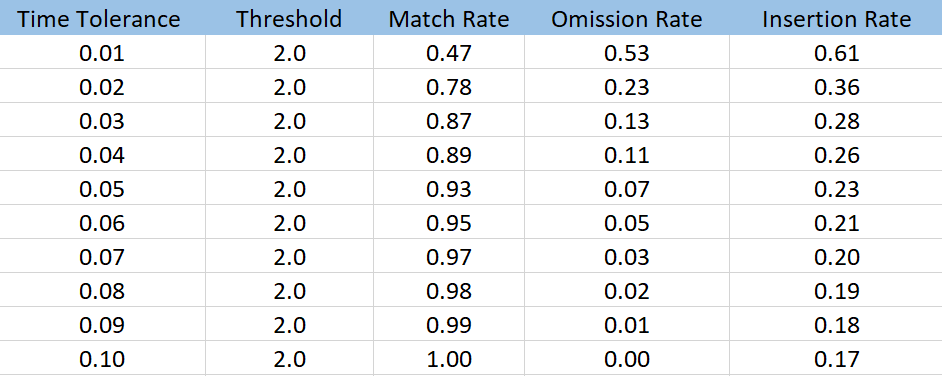 Time Tolerance Threshold Match Rate Omission Rate Insertion Rate
0.01 2.0 0.47 0.53 0.61
0.02 2.0 0.78 0.23 0.36
0.03 2.0 0.87 0.13 0.28
0.04 2.0 0.89 0.11 0.26
0.05 2.0 0.93 0.07 0.23
0.06 2.0 0.95 0.05 0.21
0.07 2.0 0.97 0.03 0.20
0.08 2.0 0.98 0.02 0.19
0.09 2.0 0.99 0.01 0.18
0.10 2.0 1.00 0.00 0.17